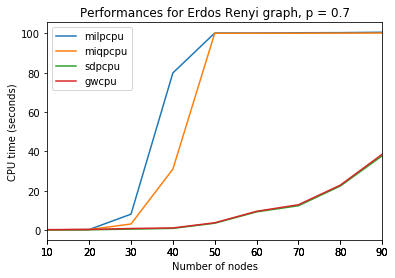 Performances for Erdos Renyi graph, p = 0.7
milpcpu
miqpcpu
sdpcpu
gwcpu
CPU time (seconds)
100
80
60
40
20
0
10 20 30 40 50 60 70 80 90
Number of nodes